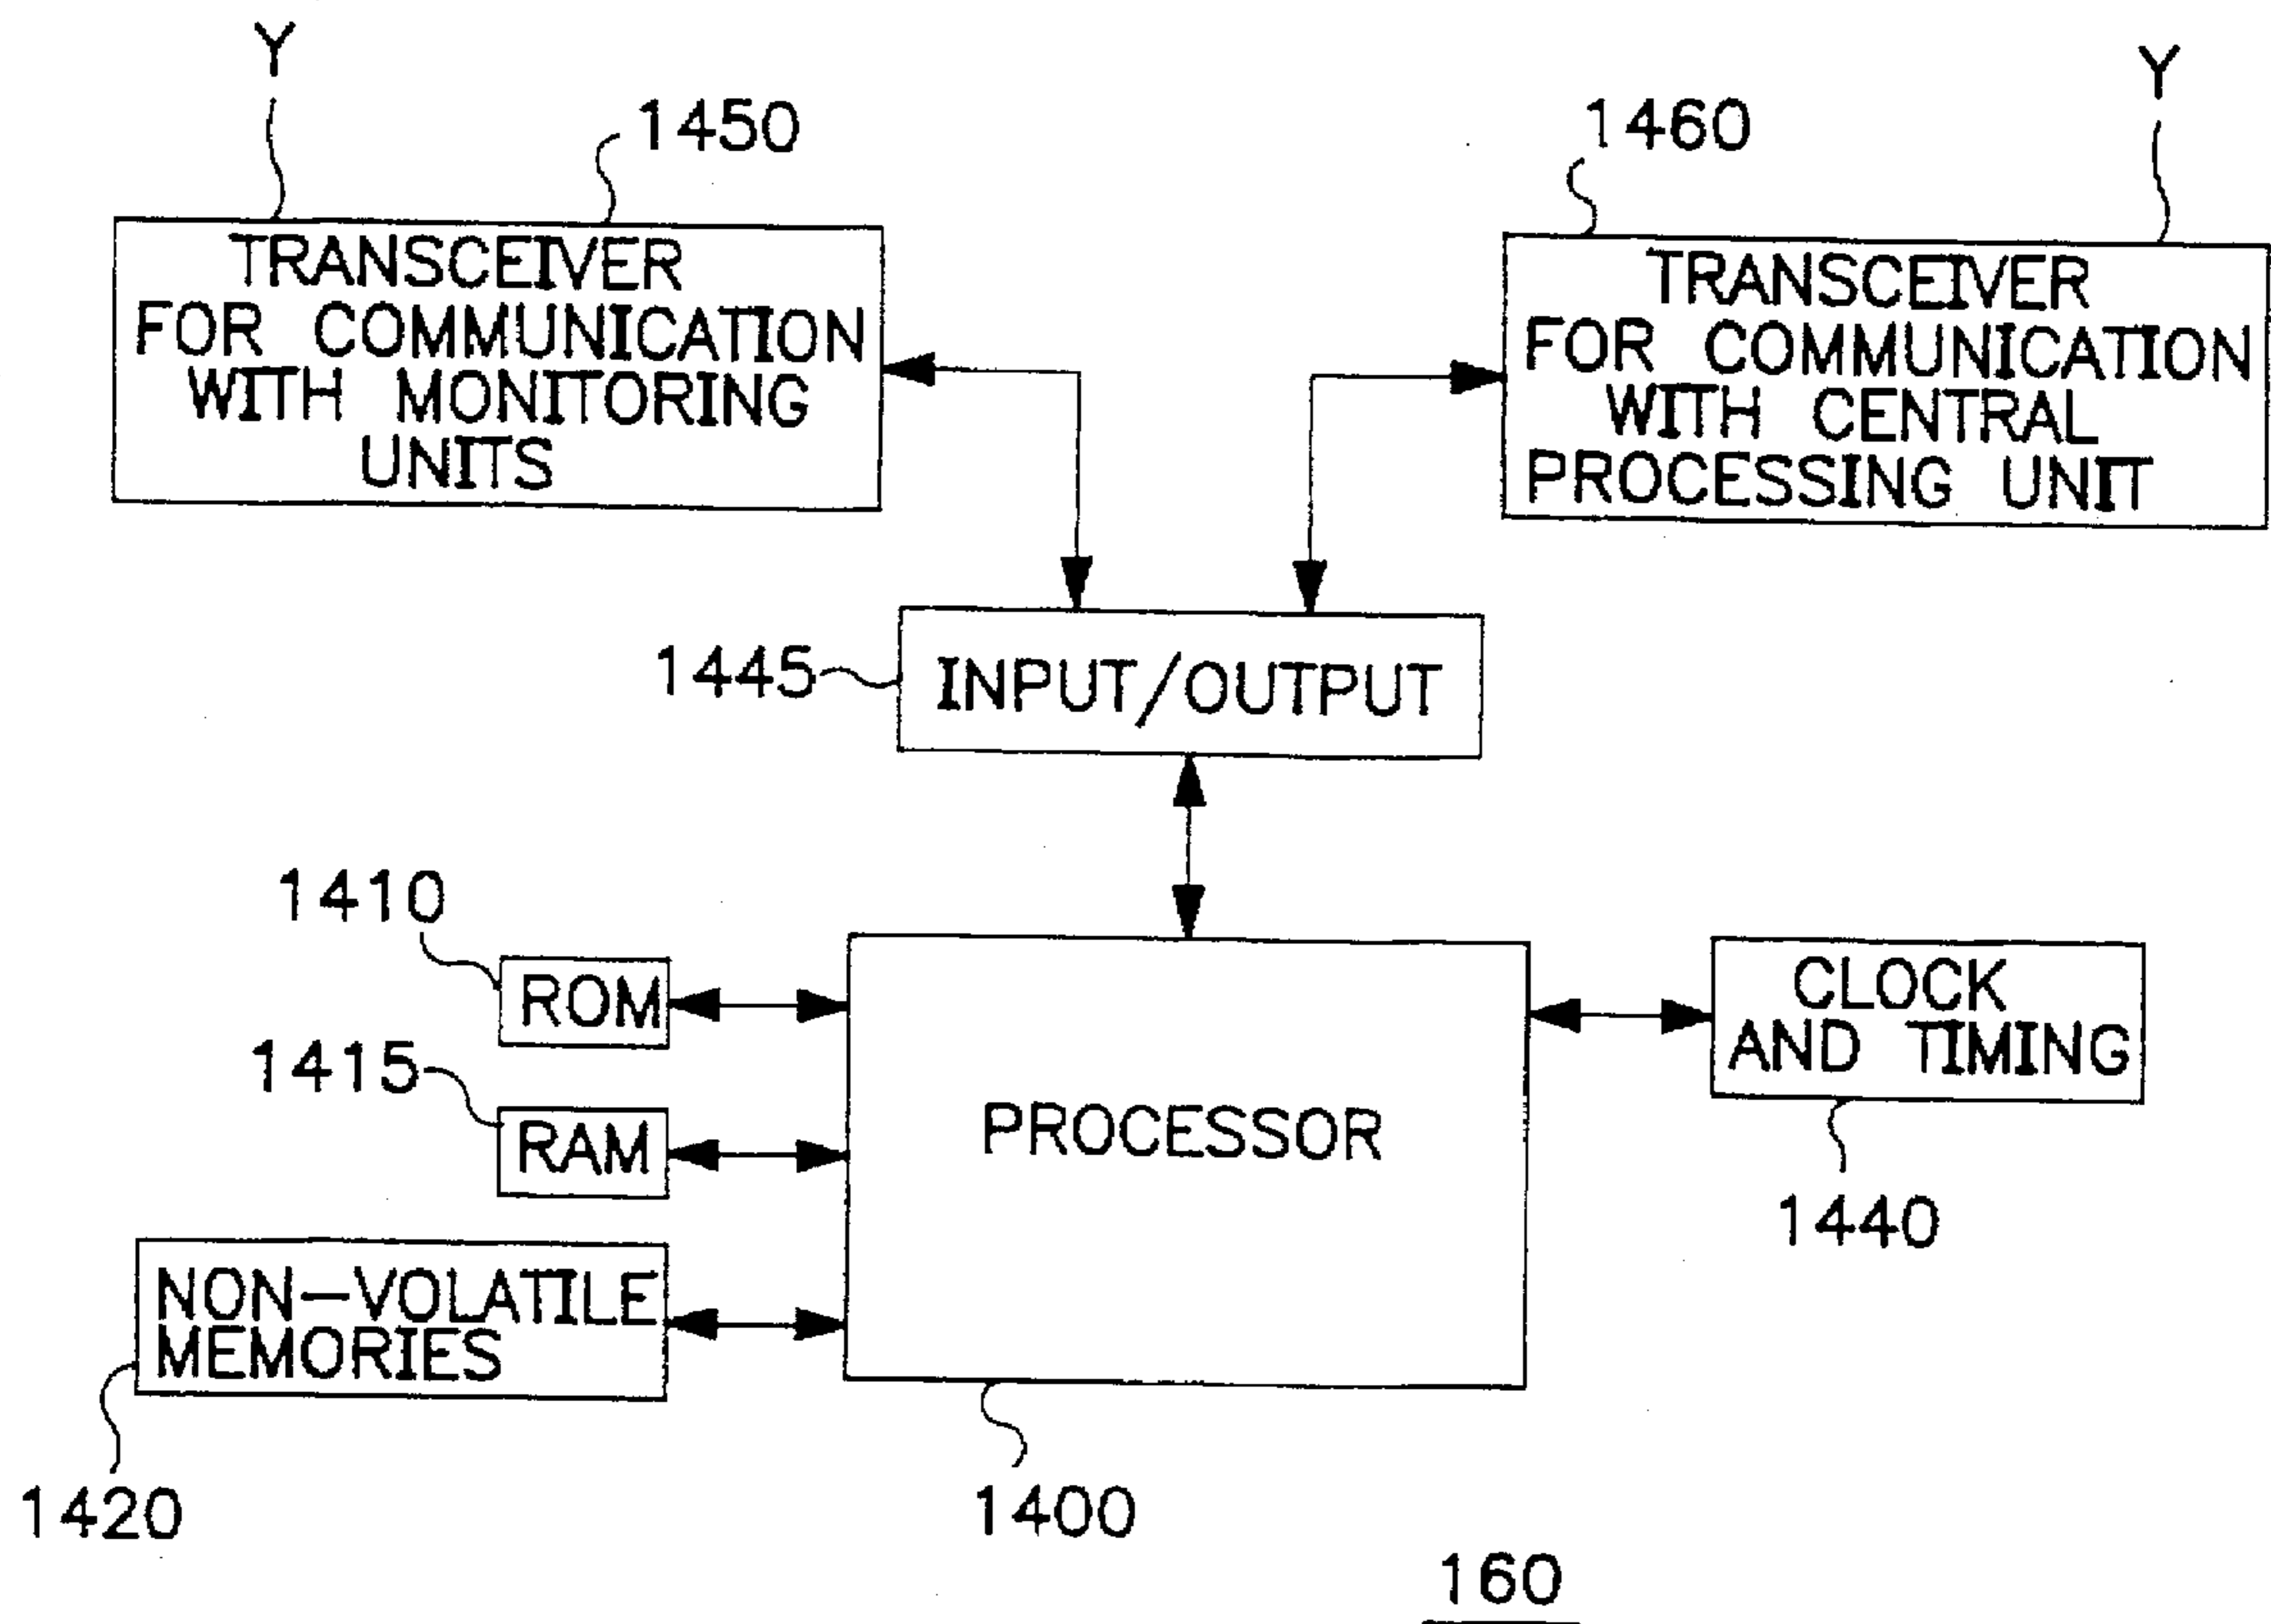 Y
Y
1450
1460
TRANSCEIVER
FOR COMMUNICATION
WITH MONITORING
UNITS
TRANSCEIVER
FOR COMMUNICATION
WITH CENTRAL
PROCESSING UNIT
1445
INPUT/OUTPUT
1410
ROM
1415
RAM
NON-VOLATILE
MEMORIES
1420
PROCESSOR
1400
CLOCK
AND TIMING
1440
160